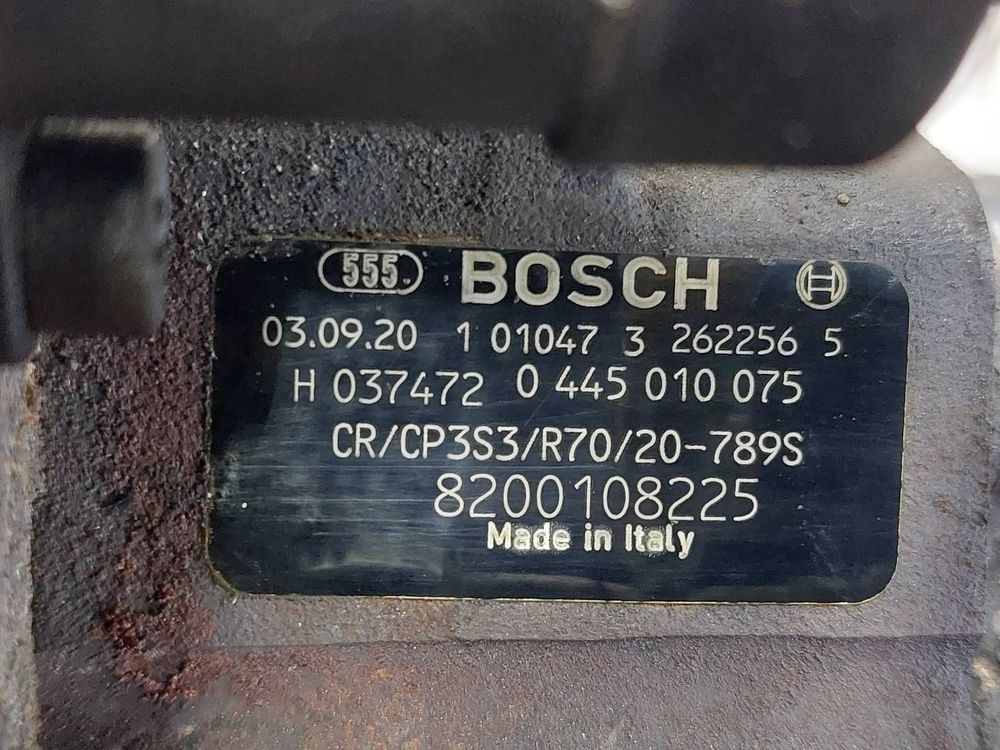 555 BOSCH H
03.09.20 1 01047 3 262256 5
H 037472 0 445 010 075
CR/CP3S3/R70/20-789S
8200108225
Made in Italy